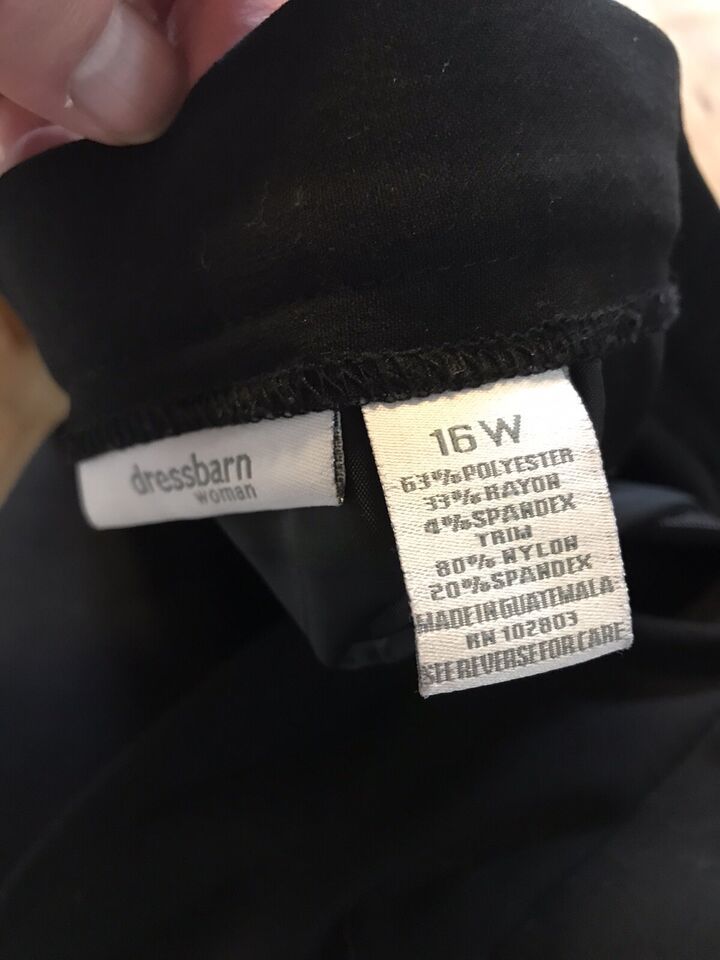 dressbarn
woman
16W
63% POLYESTER
33% RAYON
4% SPANDEX
TRIM
80% NYLON
20% SPANDEX
MADE IN GUATEMALA
RN 102803
SEE REVERSE FOR CARE